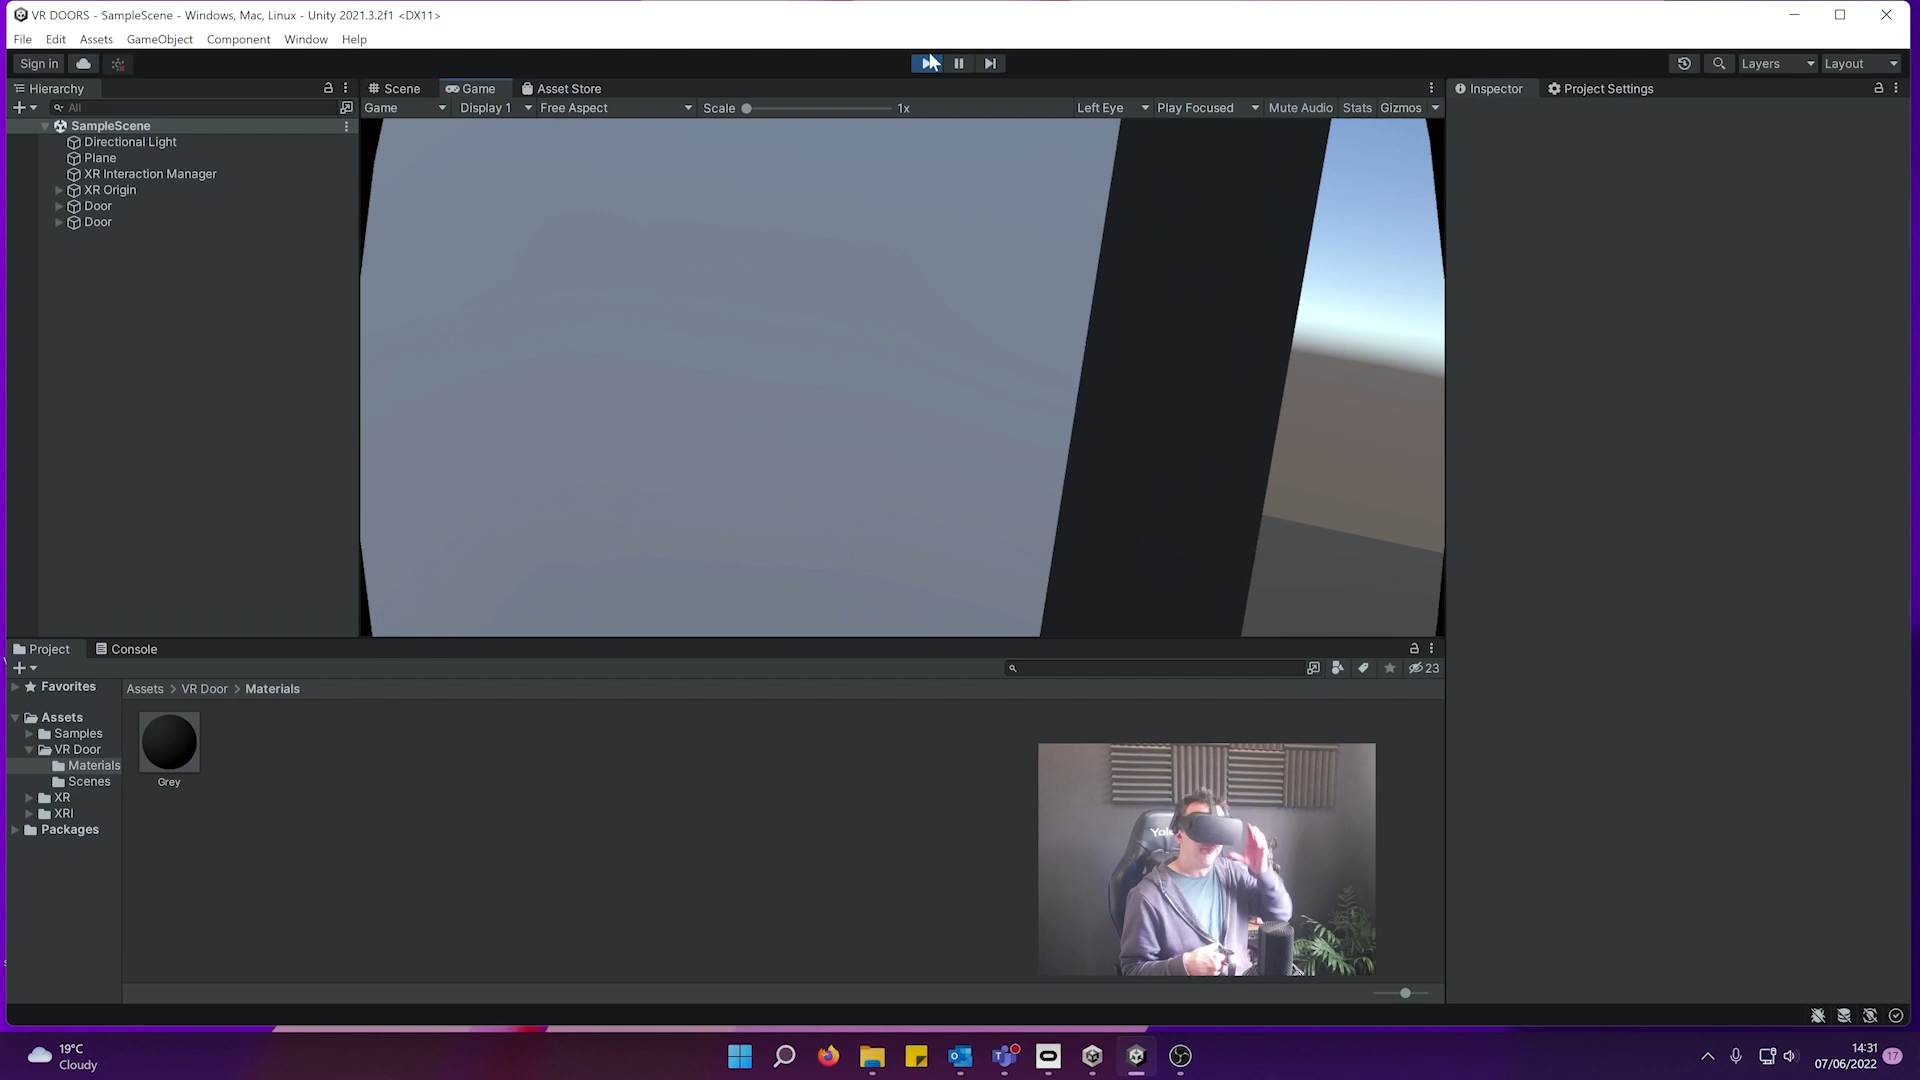 VR DOORS - SampleScene - Windows, Mac, Linux - Unity 2021.3.2f1 <DX11>
File Edit Assets GameObject Component Window Help
Sign in
Layers Layout
Hierarchy
Scene Game Asset Store
Inspector Project Settings
All
Game Display 1 Free Aspect Scale 1x Left Eye Play Focused Mute Audio Stats Gizmos
SampleScene
Directional Light
Plane
XR Interaction Manager
XR Origin
Door
Door
Project Console
23
Favorites
Assets > VR Door > Materials
Assets
Samples
VR Door
Materials
Scenes
XR
XRI
Packages
Grey
19°C
Cloudy
14:31
07/06/2022
17